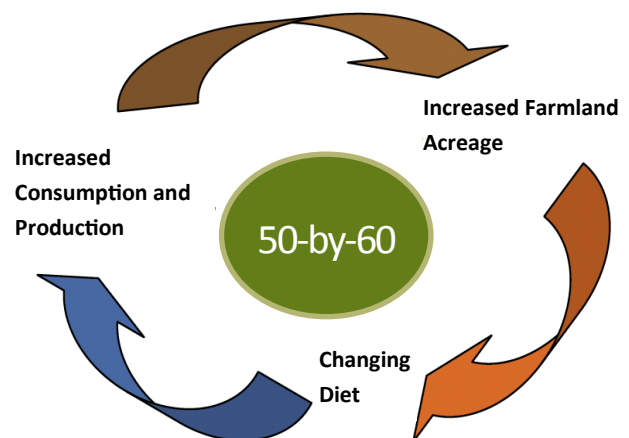 Increased Farmland
Acreage
Increased
Consumption and
Production
50-by-60
Changing
Diet